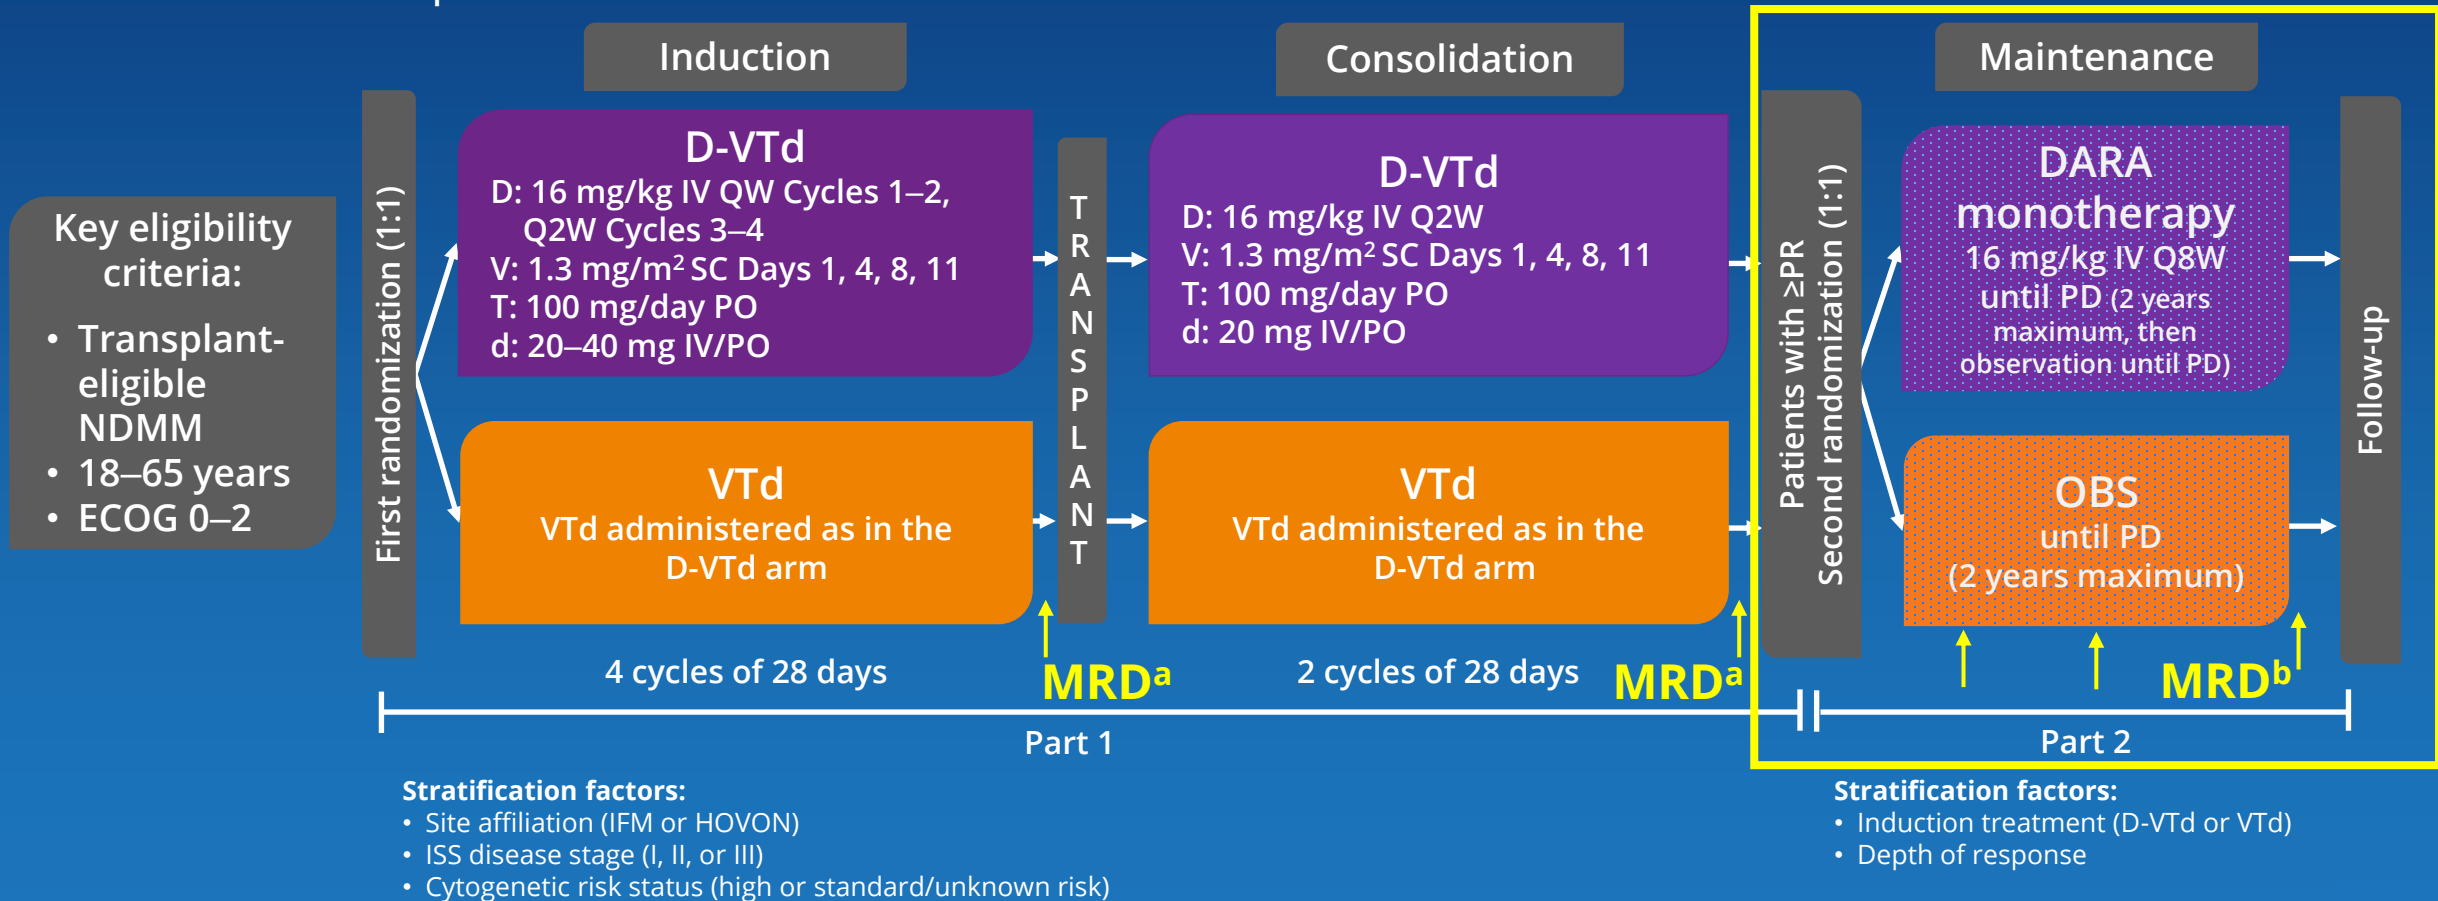 Induction
Consolidation
Maintenance
Key eligibility
criteria:
• Transplant-
eligible
NDMM
• 18–65 years
• ECOG 0–2
First randomization (1:1)
D-VTd
D: 16 mg/kg IV QW Cycles 1–2,
Q2W Cycles 3–4
V: 1.3 mg/m² SC Days 1, 4, 8, 11
T: 100 mg/day PO
d: 20–40 mg IV/PO
VTd
VTd administered as in the
D-VTd arm
TRANSPLANT
D-VTd
D: 16 mg/kg IV Q2W
V: 1.3 mg/m² SC Days 1, 4, 8, 11
T: 100 mg/day PO
d: 20 mg IV/PO
VTd
VTd administered as in the
D-VTd arm
Patients with ≥PR
Second randomization (1:1)
DARA
monotherapy
16 mg/kg IV Q8W
until PD (2 years
maximum, then
observation until PD)
OBS
until PD
(2 years maximum)
Follow-up
4 cycles of 28 days
MRDᵃ
2 cycles of 28 days
MRDᵃ
MRDᵇ
Part 1
Part 2
Stratification factors:
• Site affiliation (IFM or HOVON)
• ISS disease stage (I, II, or III)
• Cytogenetic risk status (high or standard/unknown risk)
Stratification factors:
• Induction treatment (D-VTd or VTd)
• Depth of response